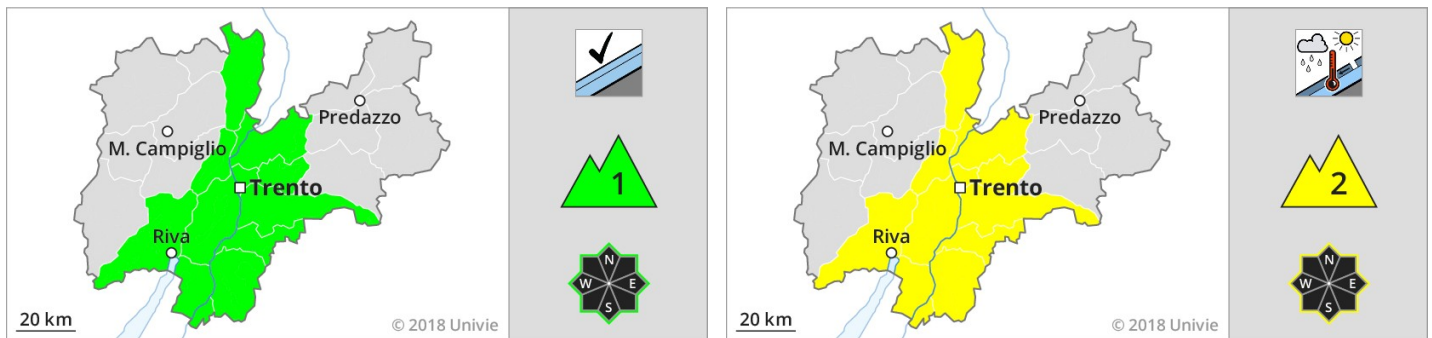 Predazzo
M. Campiglio
Trento
Riva
20 km
© 2018 Univie
1
N
W E
S
Predazzo
M. Campiglio
Trento
Riva
20 km
© 2018 Univie
2
N
W E
S